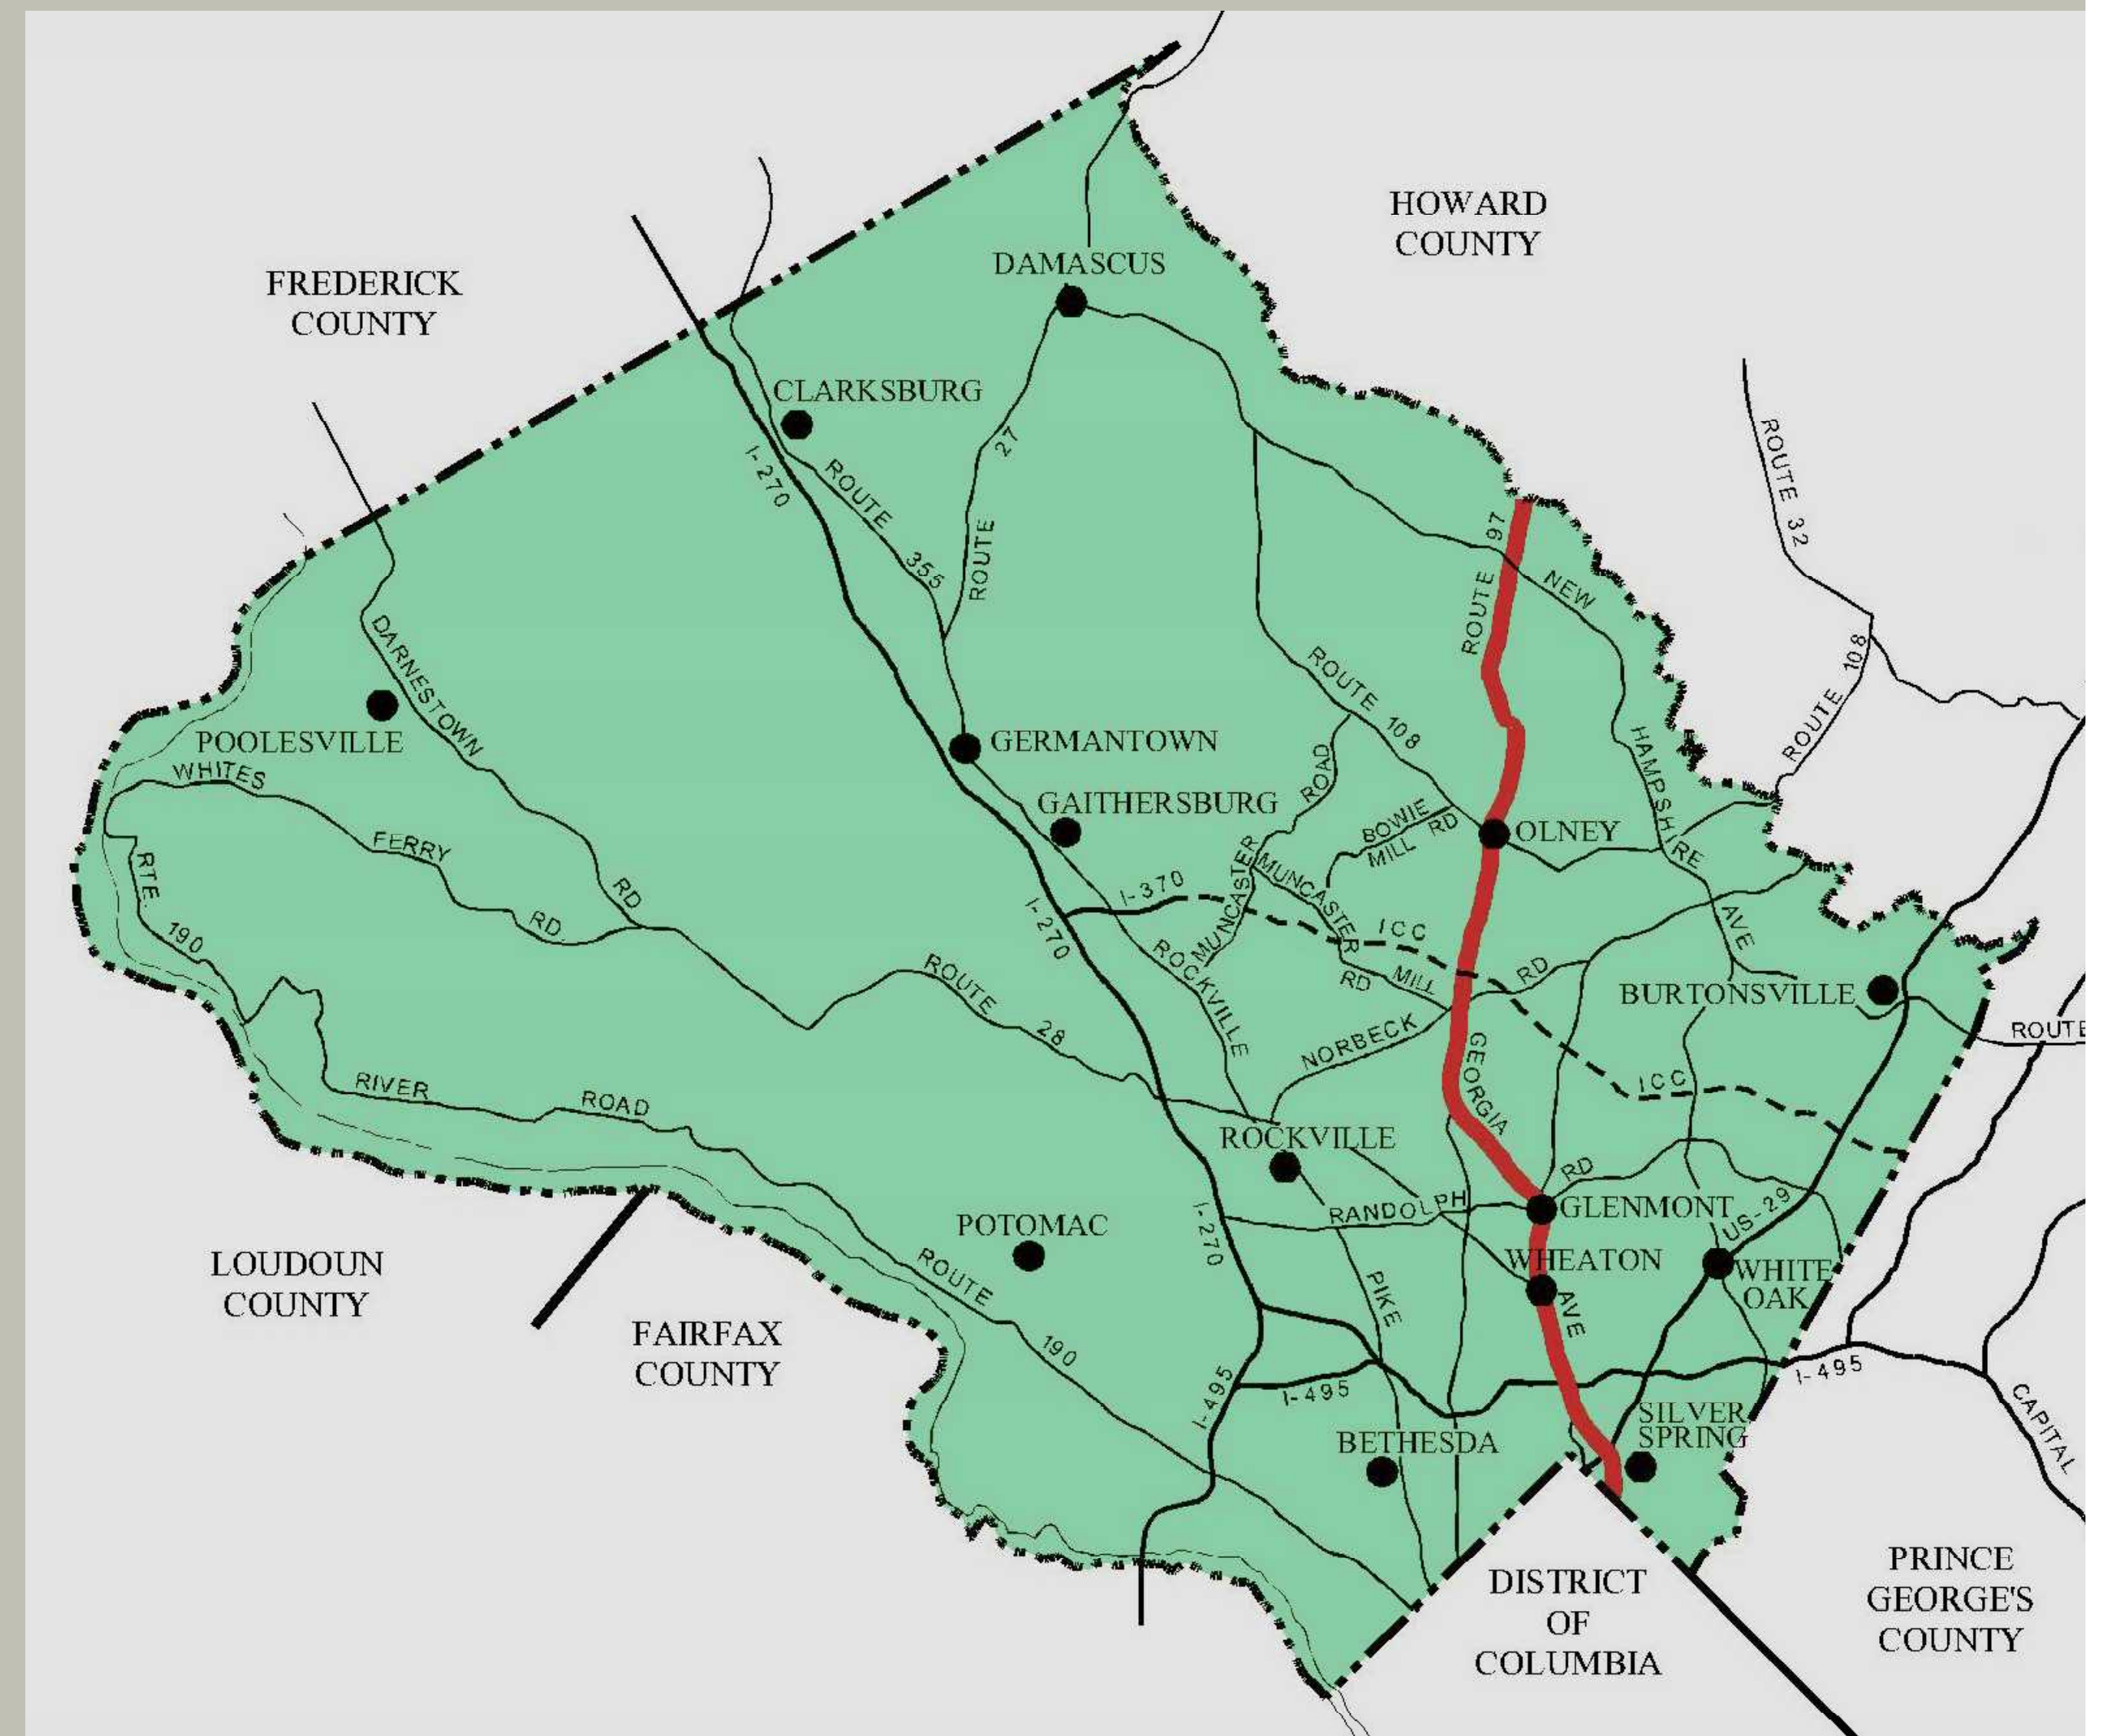 HOWARD
COUNTY
FREDERICK
COUNTY
DAMASCUS
CLARKSBURG
I-270
ROUTE 355
ROUTE 27
ROUTE 32
ROUTE 97
NEW HAMPSHIRE AVE
ROUTE 108
ROUTE 108
DARNESTOWN RD
POOLESVILLE
WHITES FERRY RD
GERMANTOWN
GAITHERSBURG
MUNCASTER ROAD
BOWIE
MILL RD
OLNEY
MUNCASTER MILL RD
I-370
ICC
RTE. 190
I-270
ROCKVILLE PIKE
ROUTE 28
NORBECK RD
BURTONSVILLE
ROUTE
GEORGIA AVE
ICC
RIVER ROAD
ROCKVILLE
RANDOLPH RD
GLENMONT
US-29
I-270
POTOMAC
WHEATON
WHITE
OAK
LOUDOUN
COUNTY
FAIRFAX
COUNTY
ROUTE 190
I-495
I-495
I-495
CAPITAL
BETHESDA
SILVER
SPRING
DISTRICT
OF
COLUMBIA
PRINCE
GEORGE'S
COUNTY